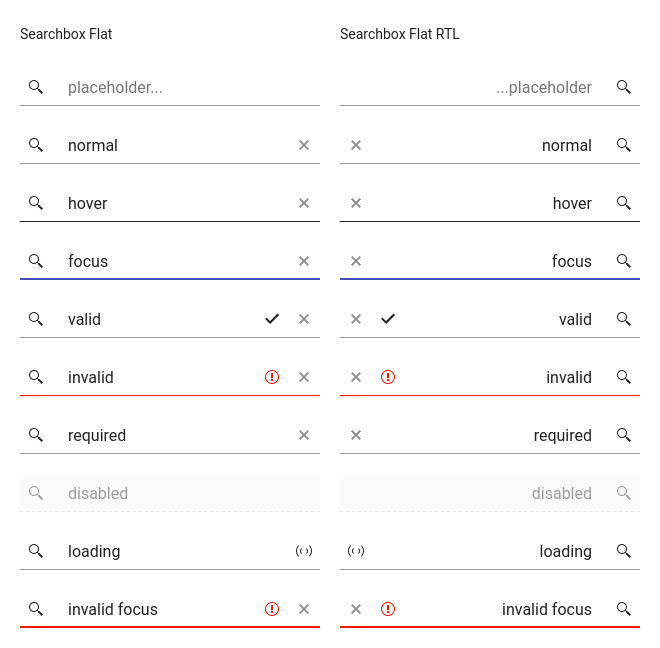 Searchbox Flat
placeholder...
normal
hover
focus
valid
invalid
required
disabled
loading
invalid focus
Searchbox Flat RTL
...placeholder
normal
hover
focus
valid
invalid
required
disabled
loading
invalid focus